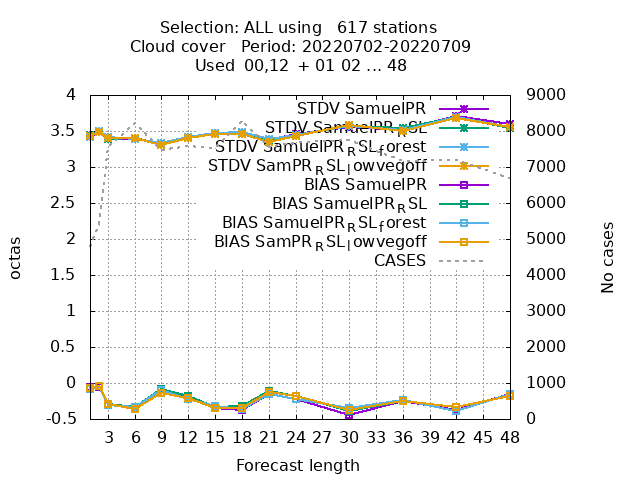 Selection: ALL using   617 stations
Cloud cover   Period: 20220702-20220709
Used  00,12  + 01 02 ... 48
octas
No cases
4
3.5
3
2.5
2
1.5
1
0.5
0
-0.5
9000
8000
7000
6000
5000
4000
3000
2000
1000
0
STDV SamuelPR
STDV SamuelPR_RSL
STDV SamuelPR_RSL_forest
STDV SamPR_RSL_lowvegoff
BIAS SamuelPR
BIAS SamuelPR_RSL
BIAS SamuelPR_RSL_forest
BIAS SamPR_RSL_lowvegoff
CASES
3 6 9 12 15 18 21 24 27 30 33 36 39 42 45 48
Forecast length